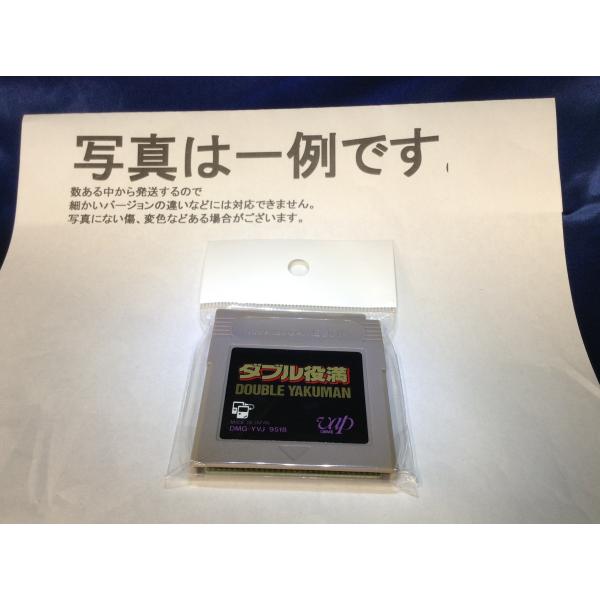 写真は一例です
数ある中から発送するので
細かいバージョンの違いなどには対応できません。
写真にない傷、変色などある場合がございます。
ダブル役満
DOUBLE YAKUMAN
MADE IN JAPAN
DMG-YVJ 9518
vap